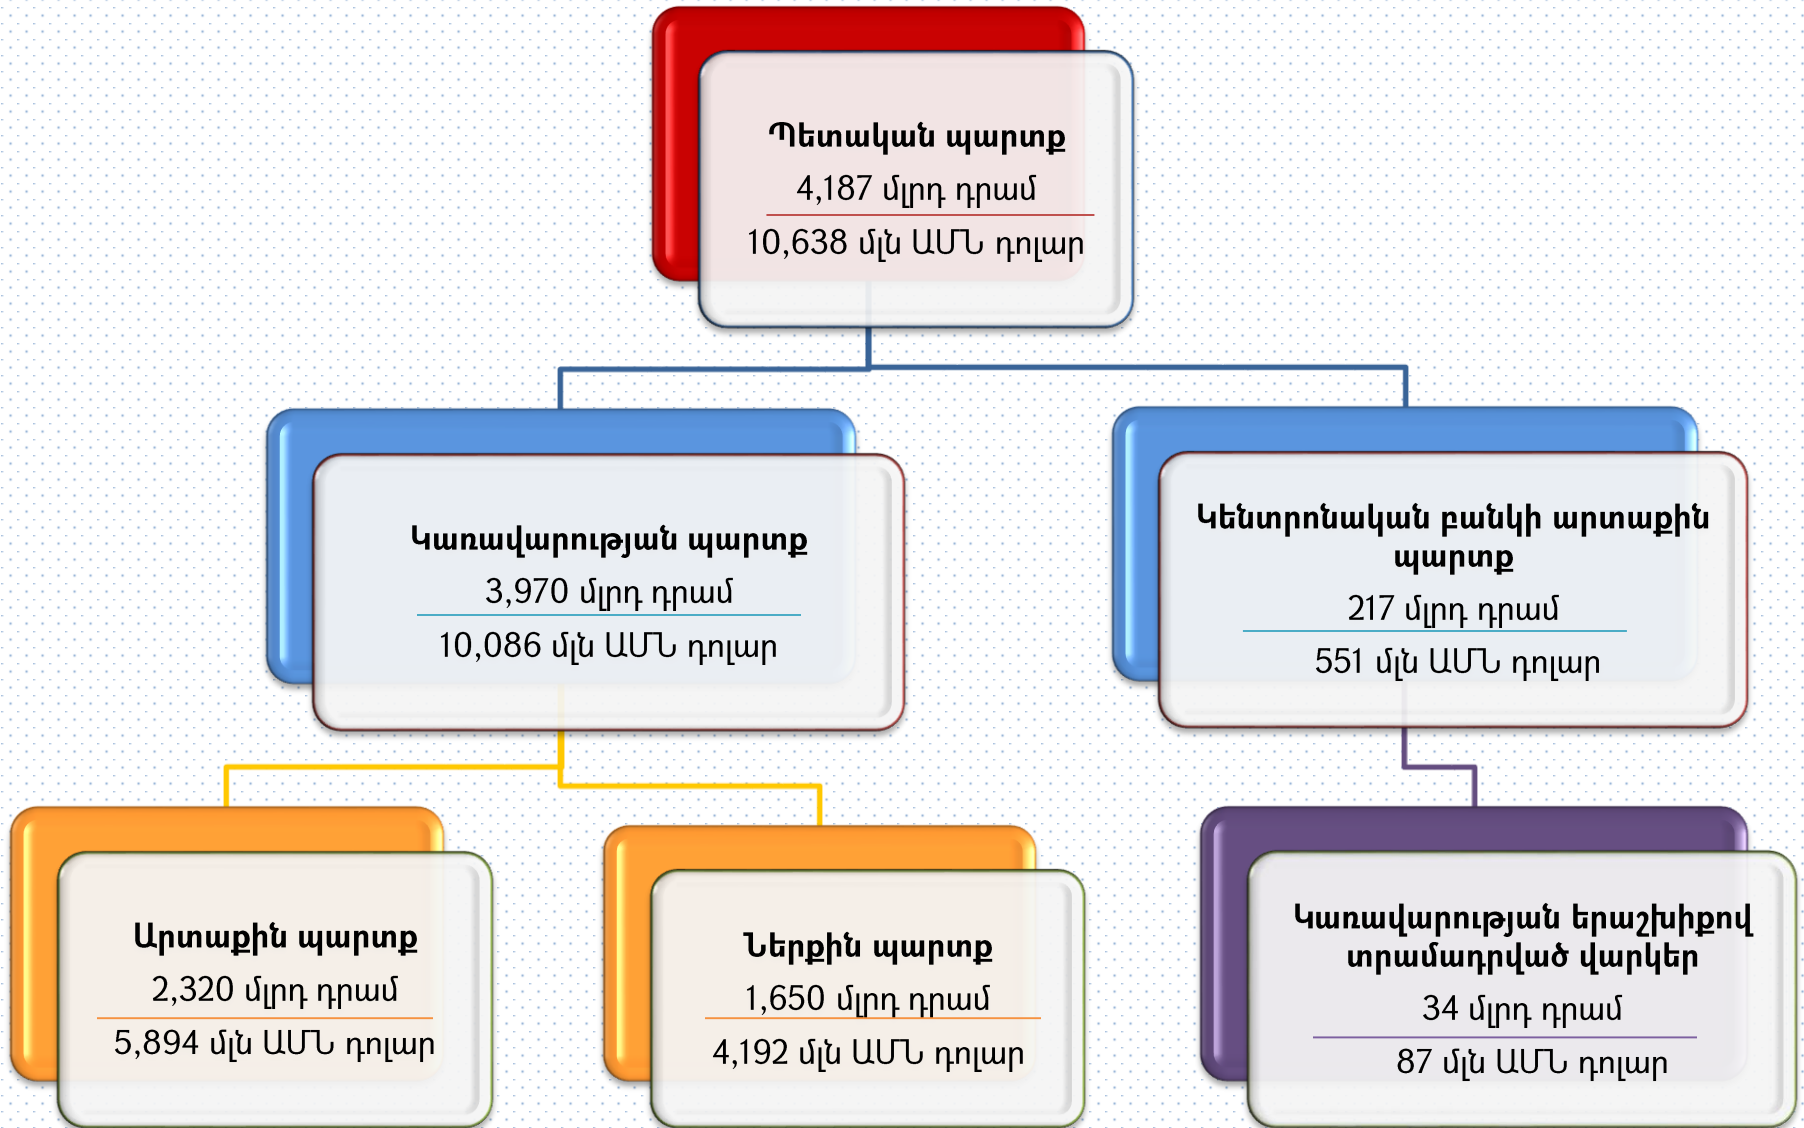 Պետական պարտք
4,187 մլրդ դրամ
10,638 մլն ԱՄՆ դոլար
Կառավարության պարտք
3,970 մլրդ դրամ
10,086 մլն ԱՄՆ դոլար
Կենտրոնական բանկի արտաքին
պարտք
217 մլրդ դրամ
551 մլն ԱՄՆ դոլար
Արտաքին պարտք
2,320 մլրդ դրամ
5,894 մլն ԱՄՆ դոլար
Ներքին պարտք
1,650 մլրդ դրամ
4,192 մլն ԱՄՆ դոլար
Կառավարության երաշխիքով
տրամադրված վարկեր
34 մլրդ դրամ
87 մլն ԱՄՆ դոլար